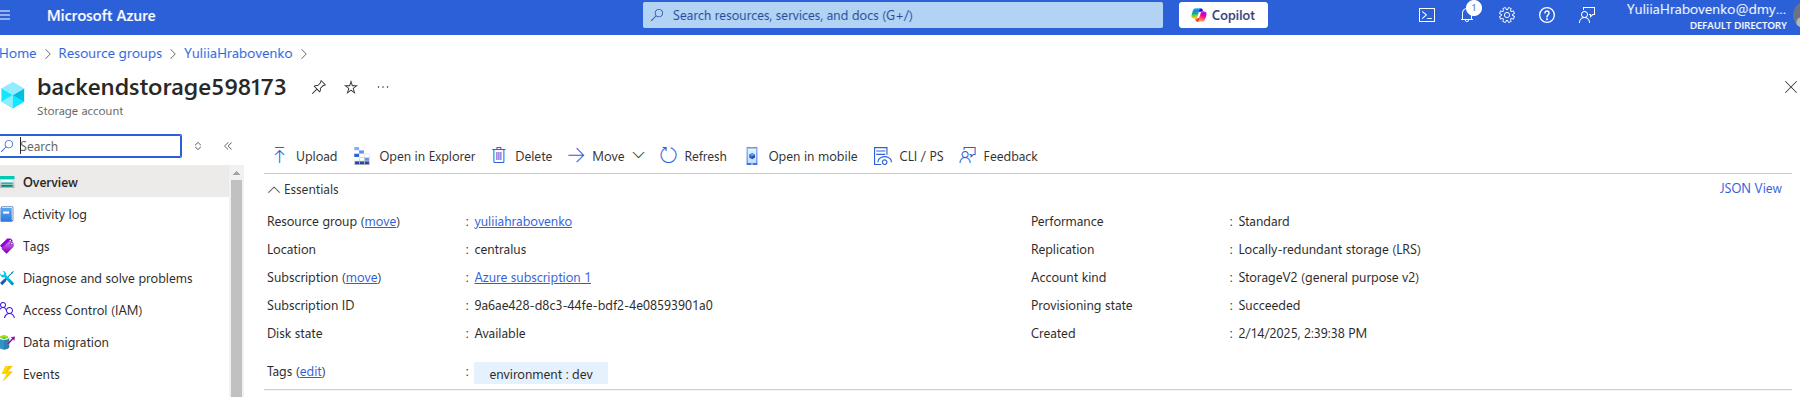 Microsoft Azure
Search resources, services, and docs (G+/)
Copilot
1
YuliiaHrabovenko@dmy...
DEFAULT DIRECTORY
Home > Resource groups > YuliiaHrabovenko >
backendstorage598173
Storage account
Search
Upload Open in Explorer Delete Move Refresh Open in mobile CLI / PS Feedback
Overview
Activity log
Tags
Diagnose and solve problems
Access Control (IAM)
Data migration
Events
Essentials
JSON View
Resource group (move) : yuliiahrabovenko
Location : centralus
Subscription (move) : Azure subscription 1
Subscription ID : 9a6ae428-d8c3-44fe-bdf2-4e08593901a0
Disk state : Available
Performance : Standard
Replication : Locally-redundant storage (LRS)
Account kind : StorageV2 (general purpose v2)
Provisioning state : Succeeded
Created : 2/14/2025, 2:39:38 PM
Tags (edit) : environment : dev